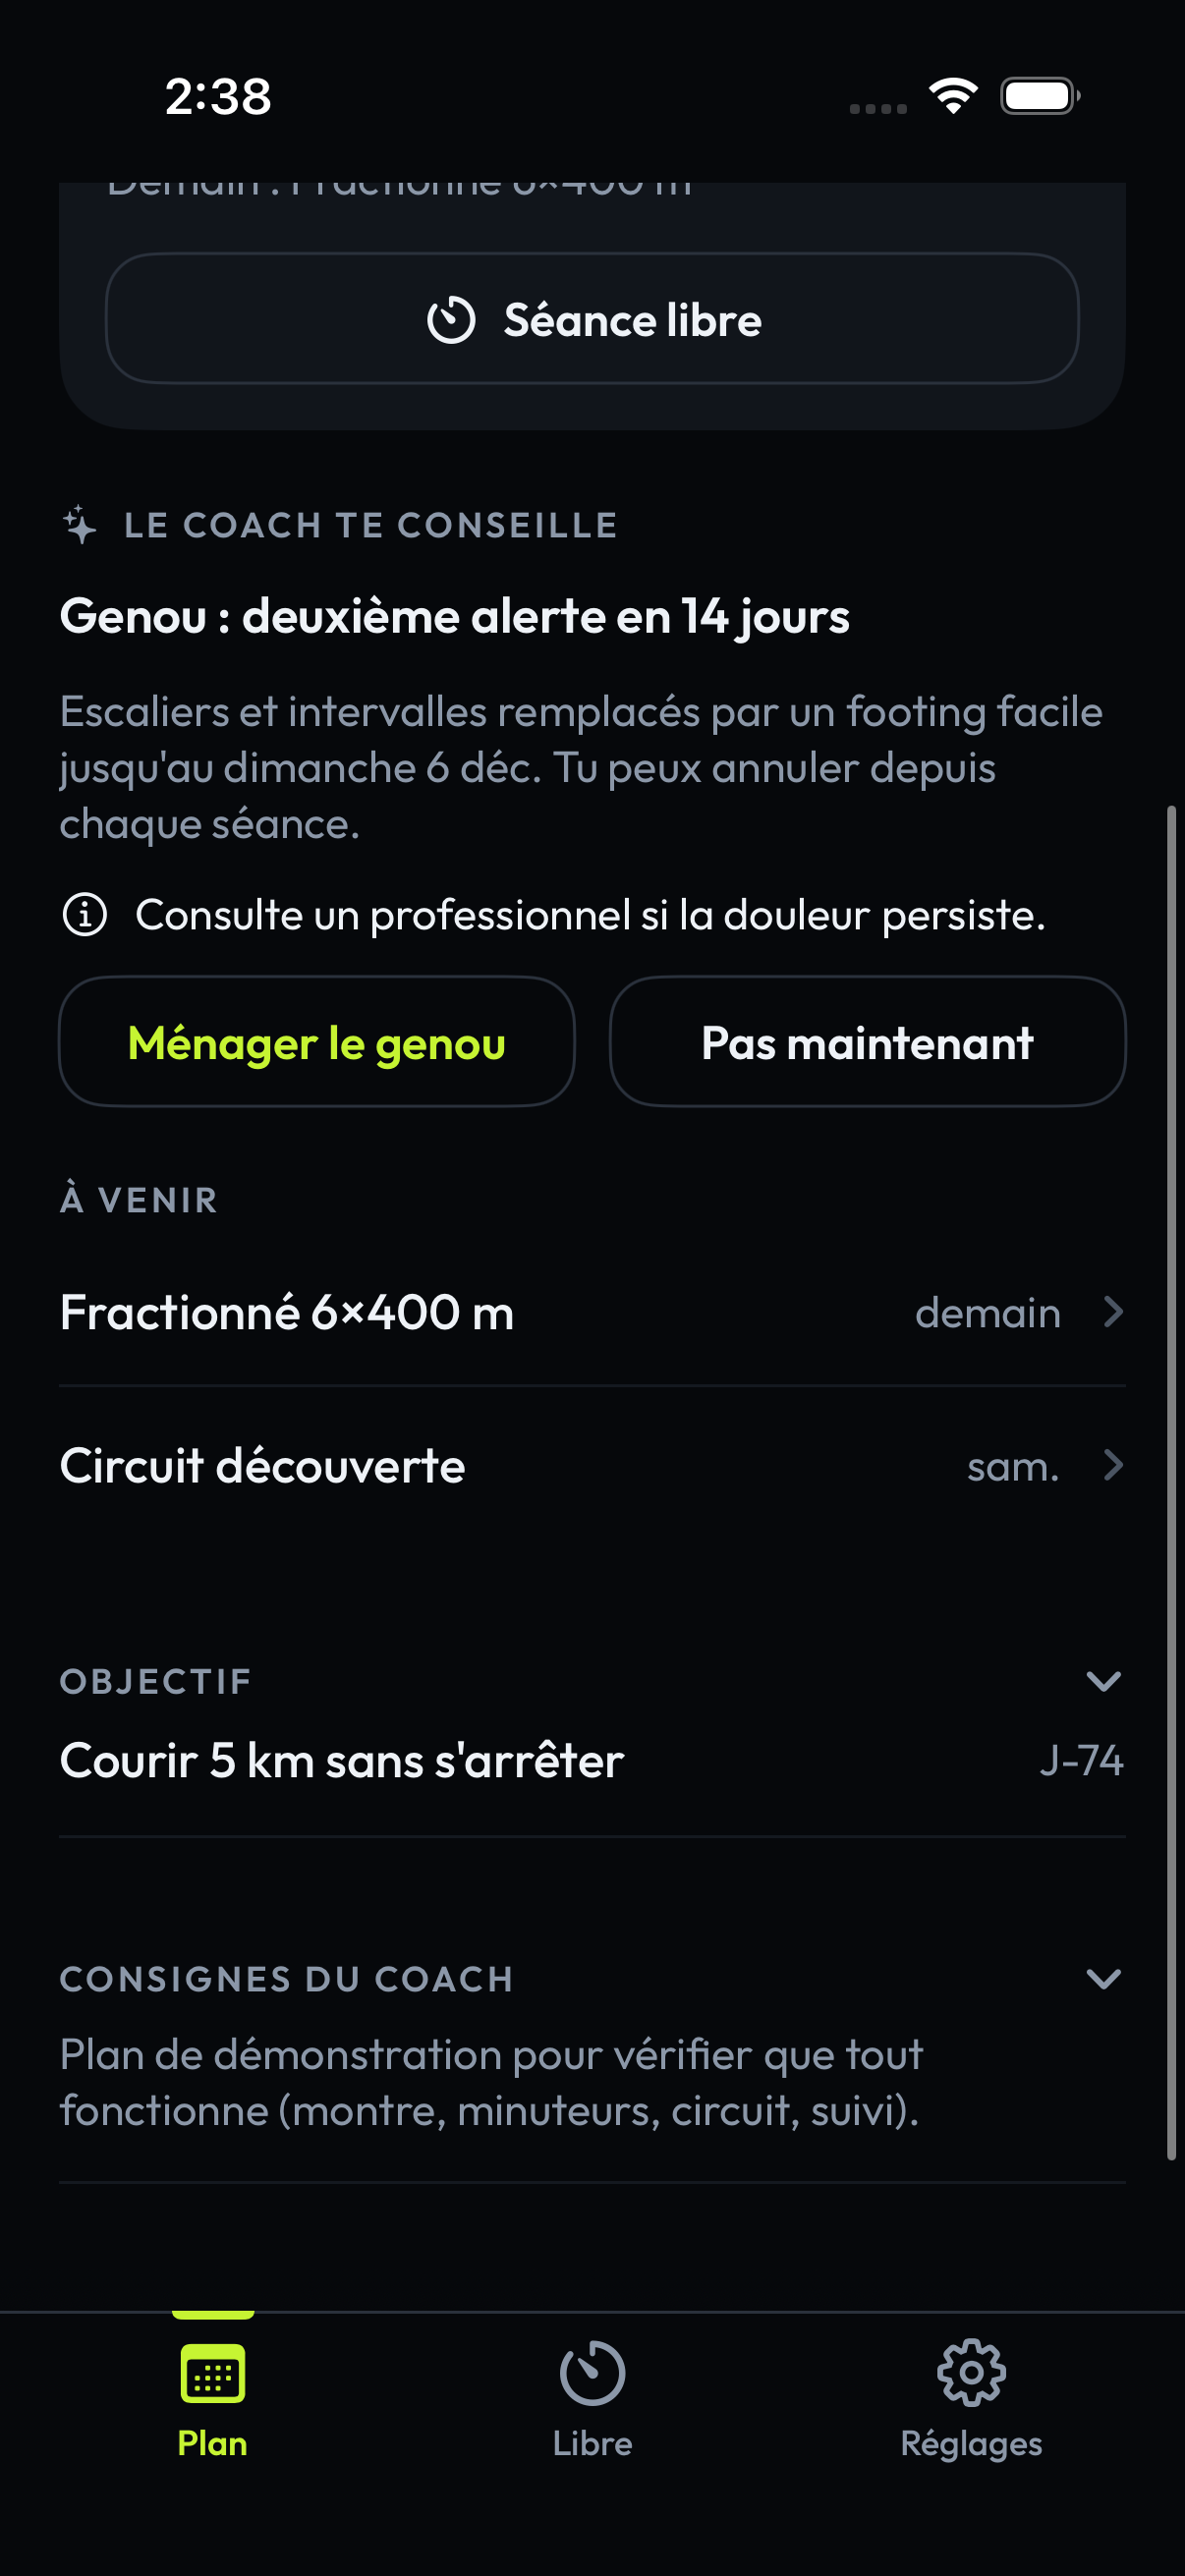 2:38
Demain : Fractionné 6×400 m
Séance libre
LE COACH TE CONSEILLE
Genou : deuxième alerte en 14 jours
Escaliers et intervalles remplacés par un footing facile
jusqu'au dimanche 6 déc. Tu peux annuler depuis
chaque séance.
Consulte un professionnel si la douleur persiste.
Ménager le genou
Pas maintenant
À VENIR
Fractionné 6×400 m
demain
Circuit découverte
sam.
OBJECTIF
Courir 5 km sans s'arrêter
J-74
CONSIGNES DU COACH
Plan de démonstration pour vérifier que tout
fonctionne (montre, minuteurs, circuit, suivi).
Plan
Libre
Réglages